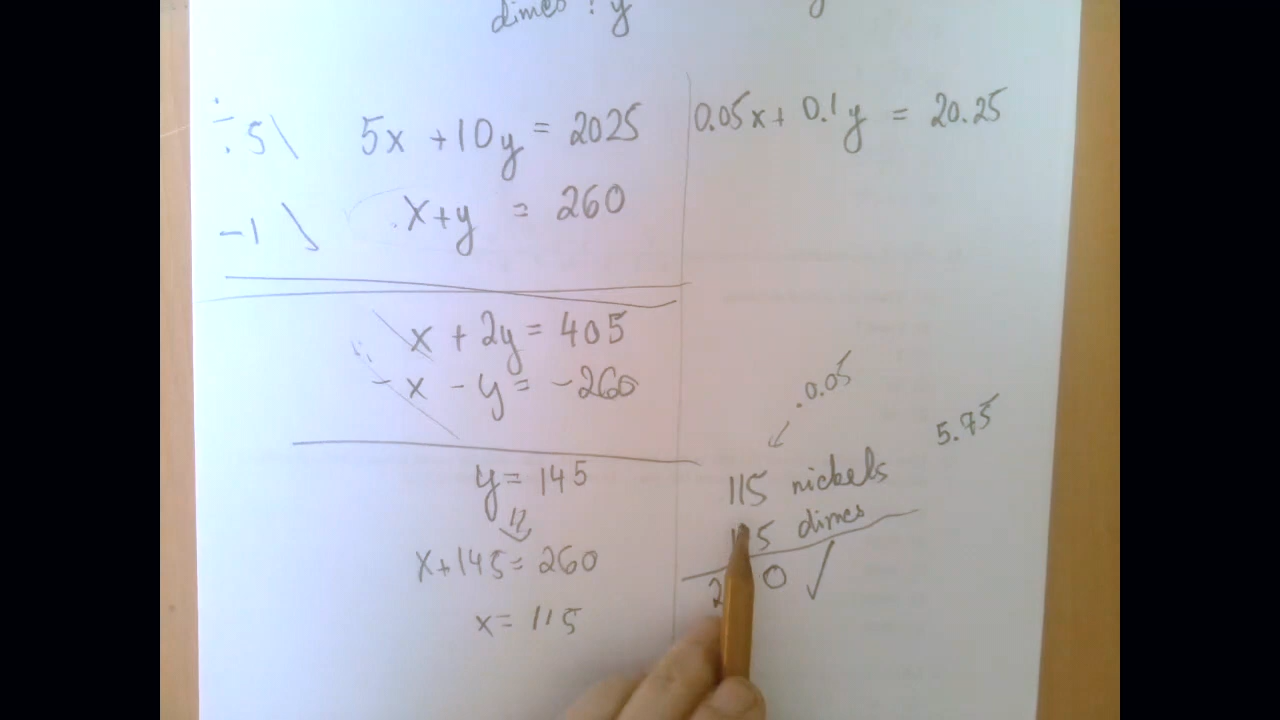 dimes : y y
÷5\ 5x + 10y = 2025
-1 \ x+y = 260
x + 2y = 405
- x - y = -260
y = 145
x+145 = 260
x = 115
0.05x + 0.1y = 20.25
.0.05
5.75
115 nickels
dimes